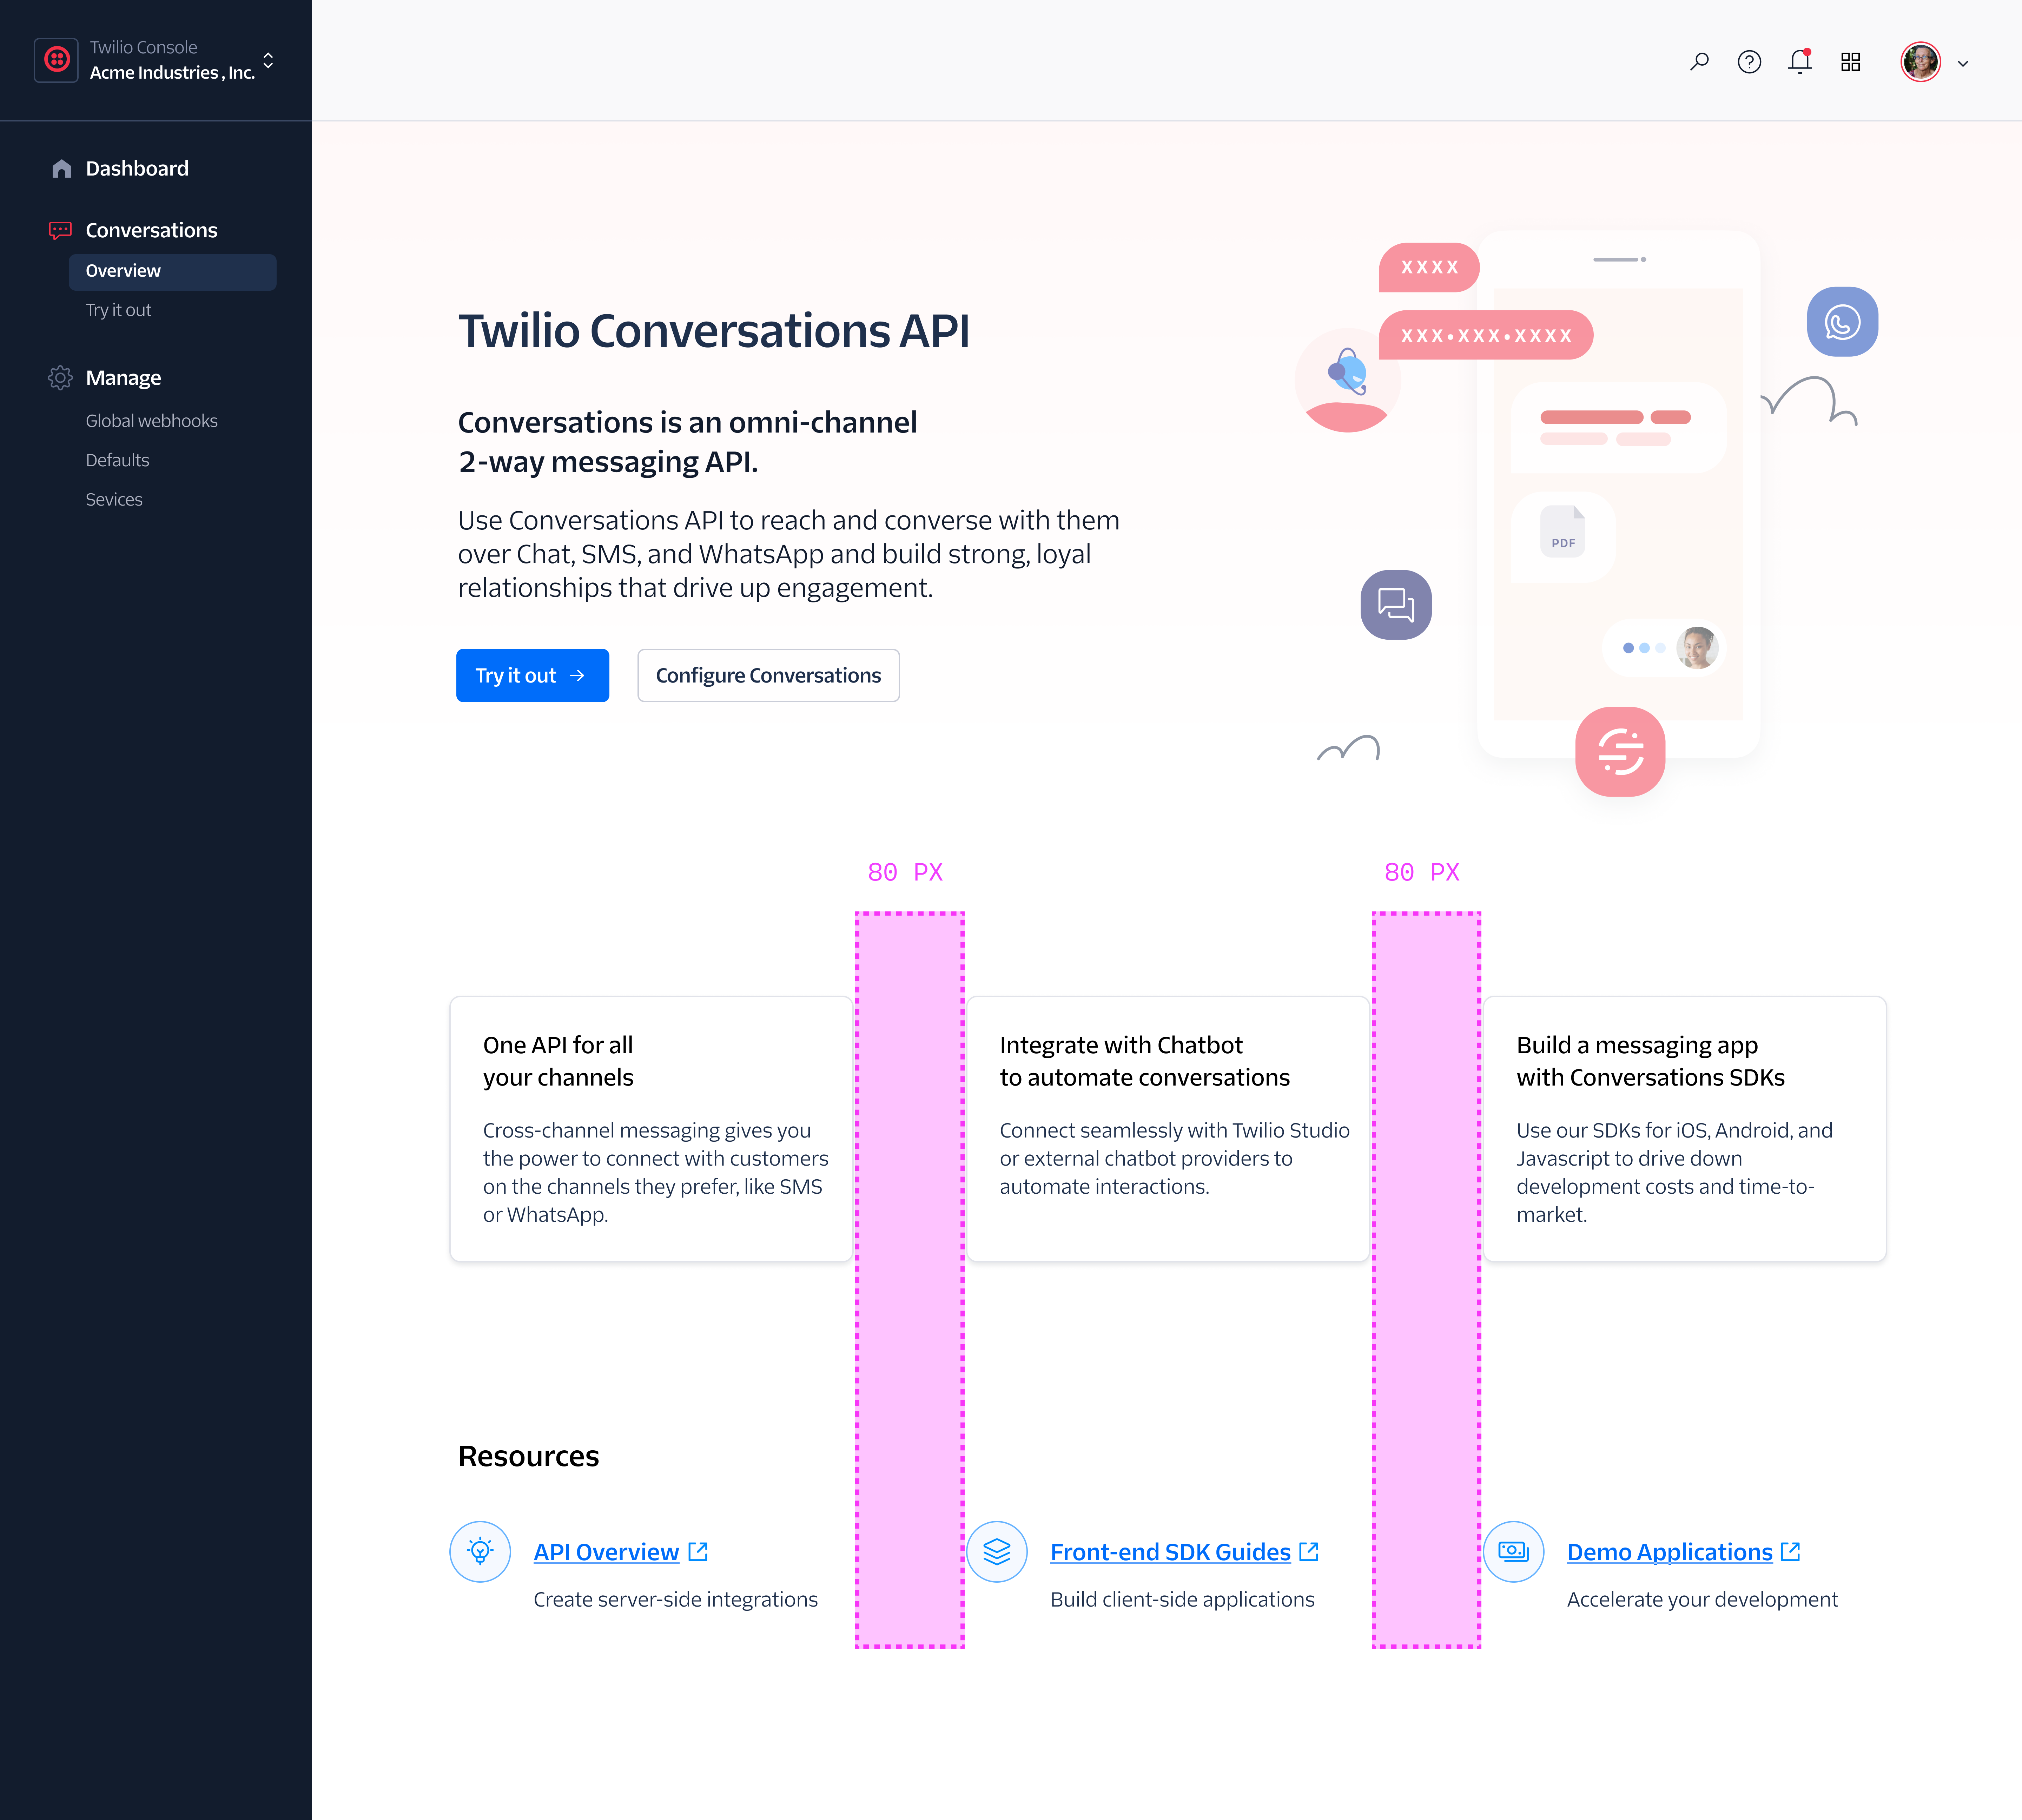 Twilio Console
Acme Industries , Inc.
Dashboard
Conversations
Overview
Try it out
Manage
Global webhooks
Defaults
Sevices
Twilio Conversations API
Conversations is an omni-channel
2-way messaging API.
Use Conversations API to reach and converse with them
over Chat, SMS, and WhatsApp and build strong, loyal
relationships that drive up engagement.
Try it out
Configure Conversations
XXXX
XXX•XXX•XXXX
PDF
80 PX
80 PX
One API for all
your channels
Cross-channel messaging gives you
the power to connect with customers
on the channels they prefer, like SMS
or WhatsApp.
Integrate with Chatbot
to automate conversations
Connect seamlessly with Twilio Studio
or external chatbot providers to
automate interactions.
Build a messaging app
with Conversations SDKs
Use our SDKs for iOS, Android, and
Javascript to drive down
development costs and time-to-
market.
Resources
API Overview
Create server-side integrations
Front-end SDK Guides
Build client-side applications
Demo Applications
Accelerate your development